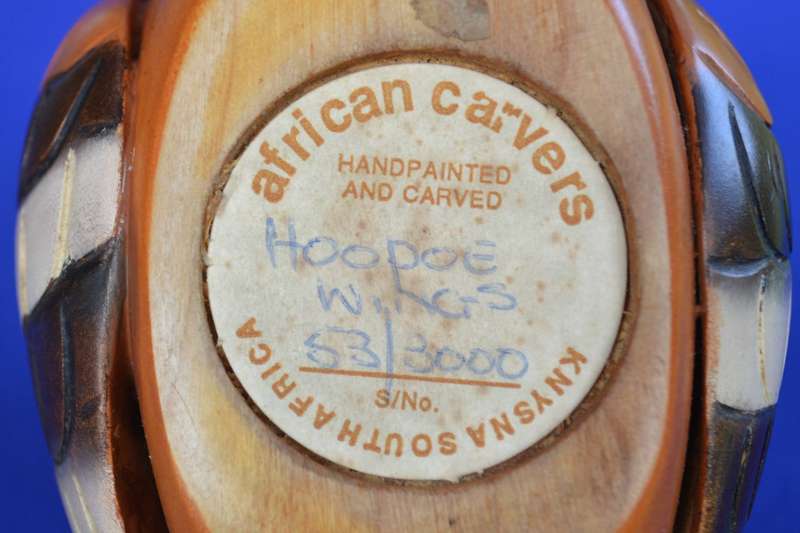 african carvers
HANDPAINTED
AND CARVED
HOOPOE
WINGS
53/3000
S/No.
KNYSNA SOUTH AFRICA